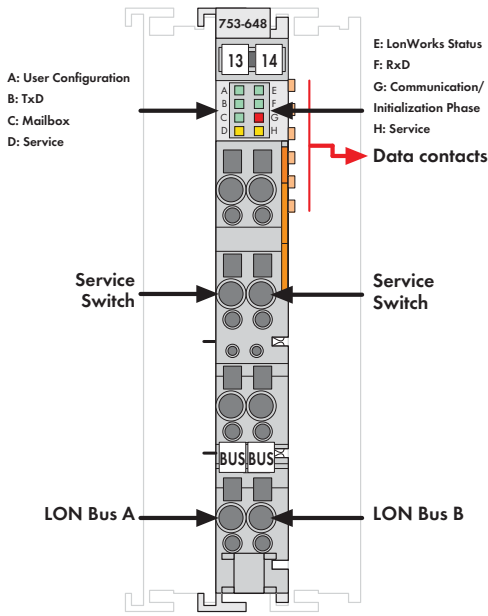 753-648
13 14
A: User Configuration
B: TxD
C: Mailbox
D: Service
E: LonWorks Status
F: RxD
G: Communication/
Initialization Phase
H: Service
A E
B F
C G
D H
Data contacts
Service
Switch
Service
Switch
BUS BUS
LON Bus A
LON Bus B